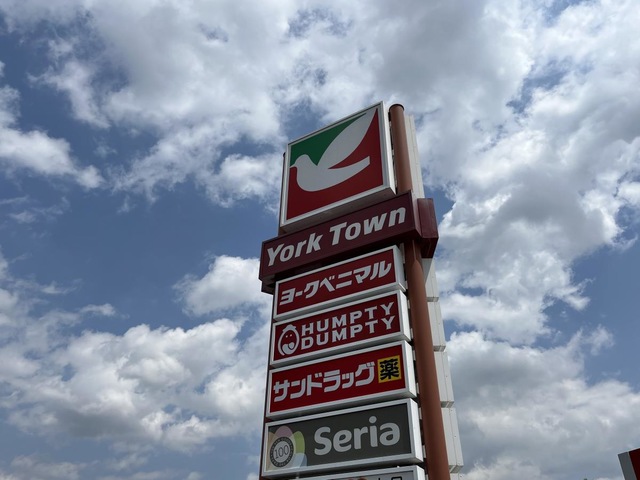 York Town
ヨークベニマル
HUMPTY
DUMPTY
サンドラッグ 薬
100 Seria